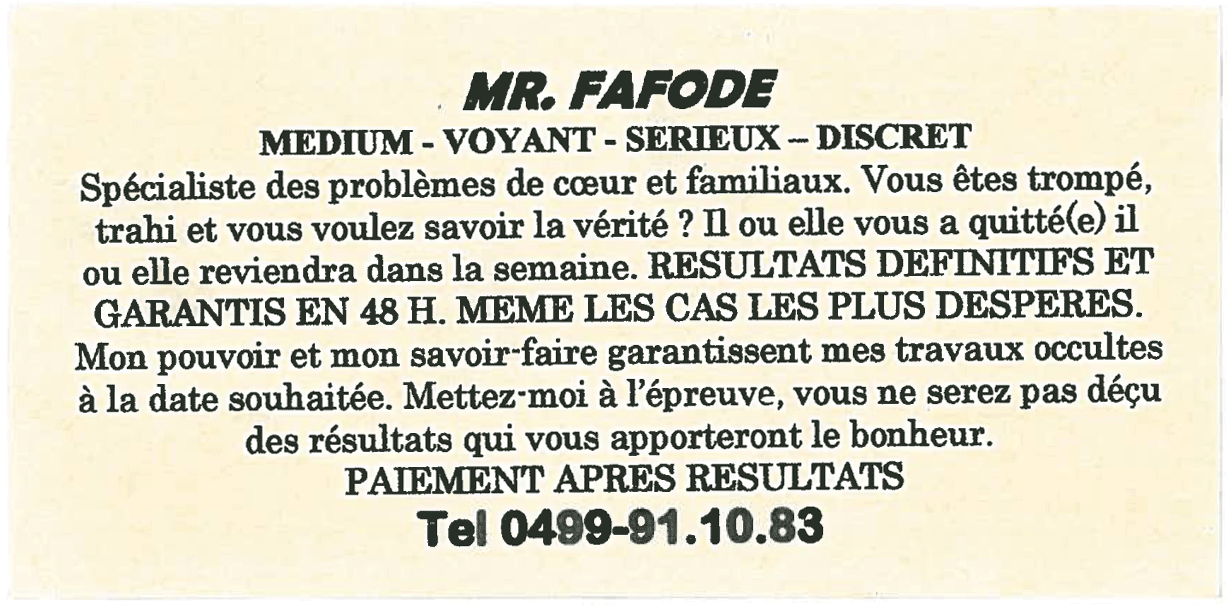 MR. FAFODE
MEDIUM - VOYANT - SERIEUX – DISCRET
Spécialiste des problèmes de cœur et familiaux. Vous êtes trompé,
trahi et vous voulez savoir la vérité ? Il ou elle vous a quitté(e) il
ou elle reviendra dans la semaine. RESULTATS DEFINITIFS ET
GARANTIS EN 48 H. MEME LES CAS LES PLUS DESPERES.
Mon pouvoir et mon savoir-faire garantissent mes travaux occultes
à la date souhaitée. Mettez-moi à l'épreuve, vous ne serez pas déçu
des résultats qui vous apporteront le bonheur.
PAIEMENT APRES RESULTATS
Tel 0499-91.10.83